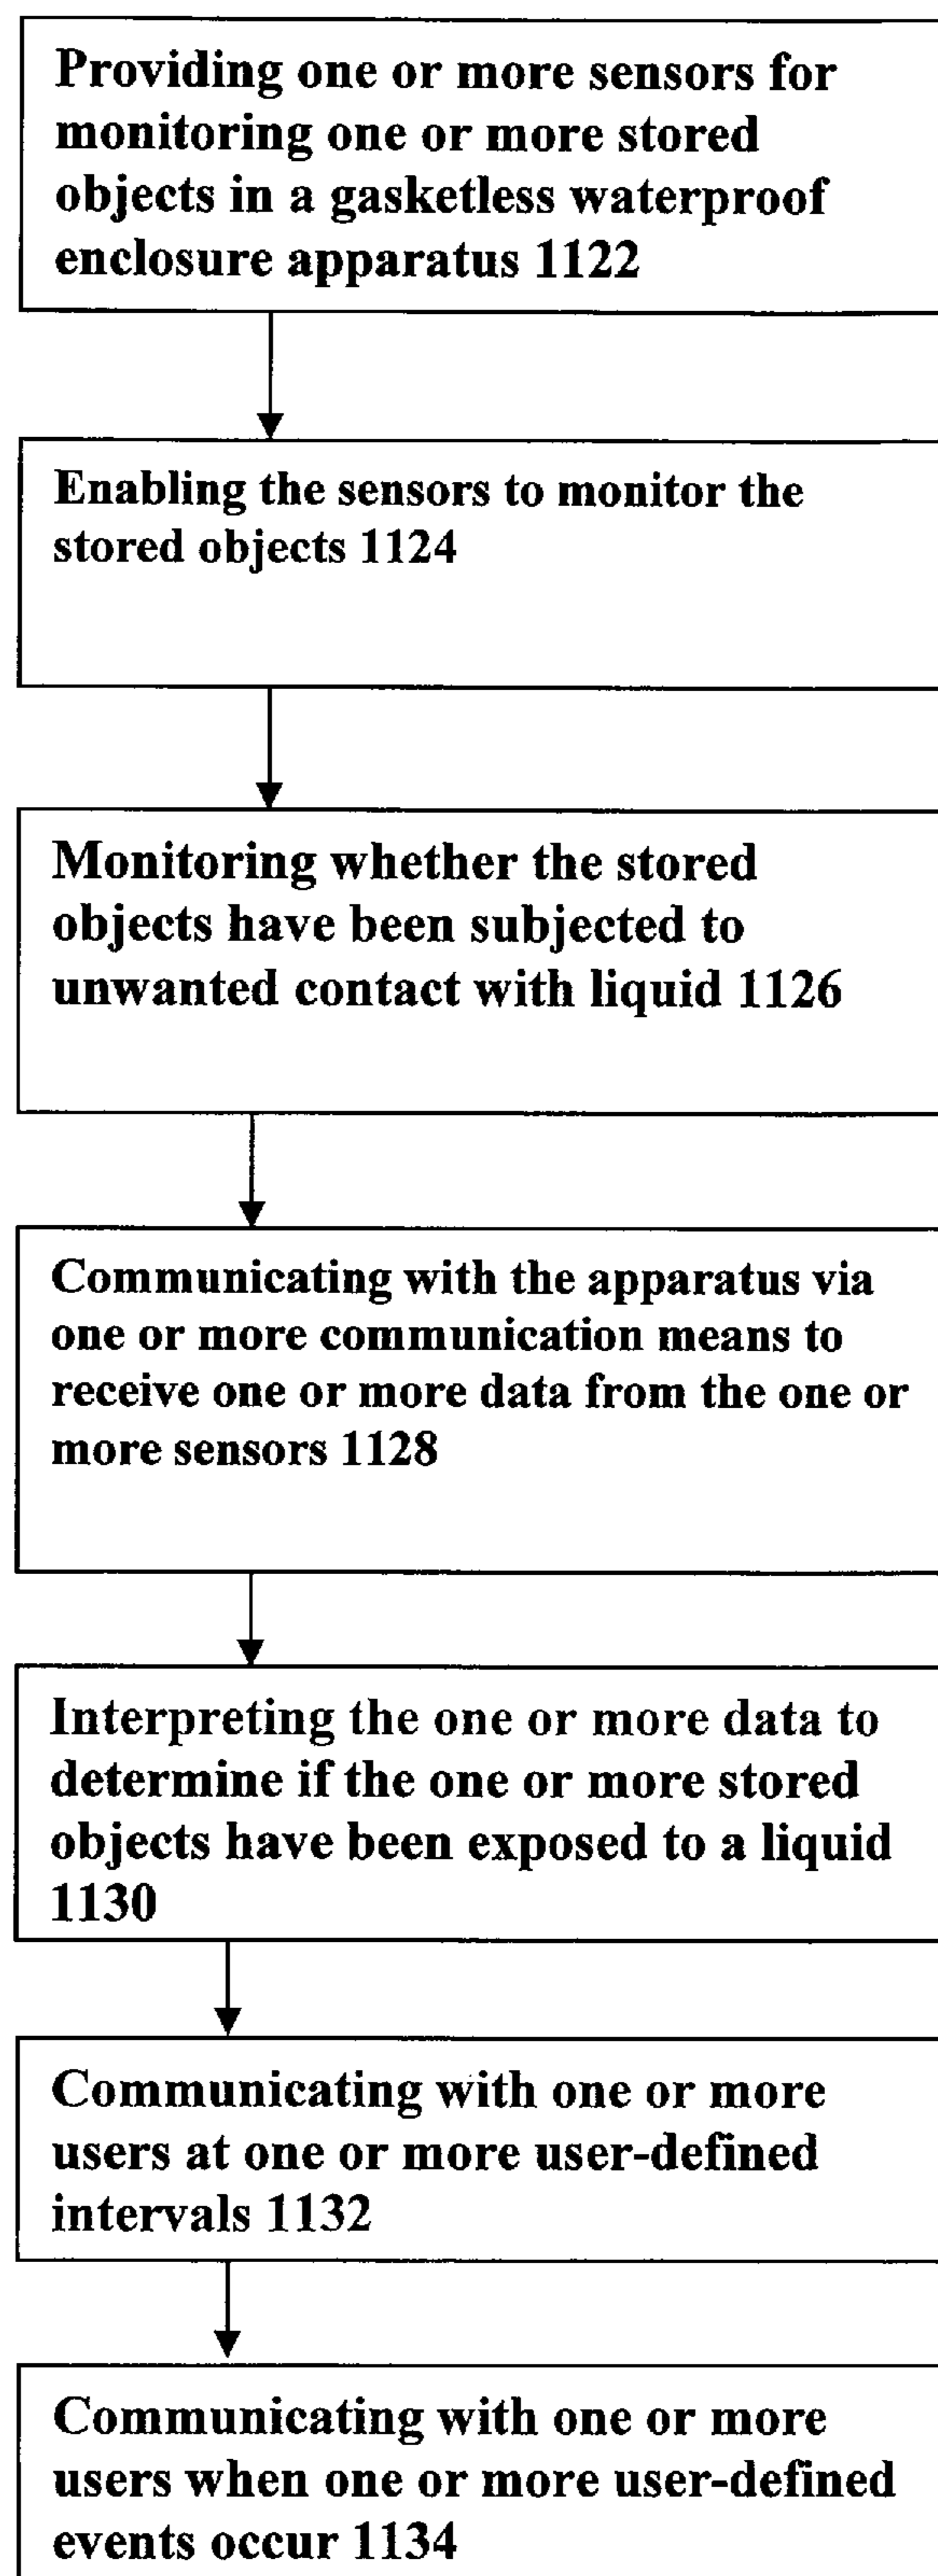 Providing one or more sensors for
monitoring one or more stored
objects in a gasketless waterproof
enclosure apparatus 1122
Enabling the sensors to monitor the
stored objects 1124
Monitoring whether the stored
objects have been subjected to
unwanted contact with liquid 1126
Communicating with the apparatus via
one or more communication means to
receive one or more data from the one or
more sensors 1128
Interpreting the one or more data to
determine if the one or more stored
objects have been exposed to a liquid
1130
Communicating with one or more
users at one or more user-defined
intervals 1132
Communicating with one or more
users when one or more user-defined
events occur 1134